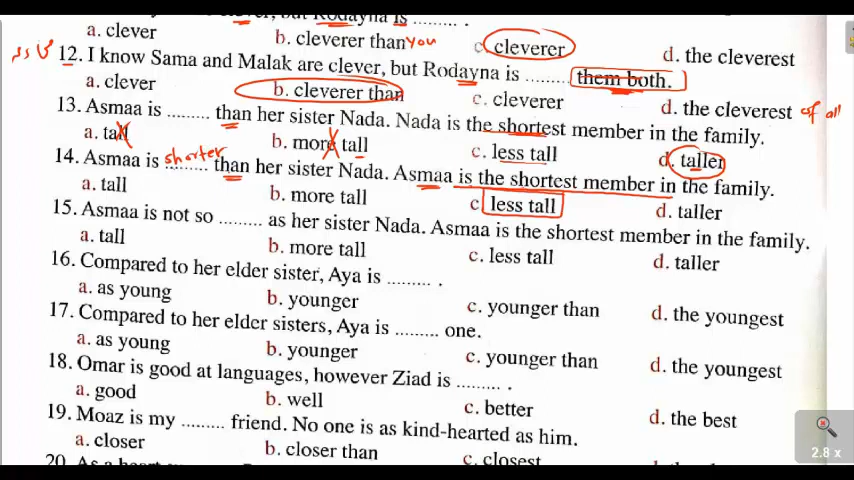 clever, but Rodayna is ......... .
a. clever b. cleverer than you c. cleverer d. the cleverest
12. I know Sama and Malak are clever, but Rodayna is ......... them both.
a. clever b. cleverer than c. cleverer d. the cleverest of all
13. Asmaa is ......... than her sister Nada. Nada is the shortest member in the family.
a. tall b. more tall c. less tall d. taller
14. Asmaa is shorter ......... than her sister Nada. Asmaa is the shortest member in the family.
a. tall b. more tall c. less tall d. taller
15. Asmaa is not so ......... as her sister Nada. Asmaa is the shortest member in the family.
a. tall b. more tall c. less tall d. taller
16. Compared to her elder sister, Aya is ......... .
a. as young b. younger c. younger than d. the youngest
17. Compared to her elder sisters, Aya is ......... one.
a. as young b. younger c. younger than d. the youngest
18. Omar is good at languages, however Ziad is ......... .
a. good b. well c. better d. the best
19. Moaz is my ......... friend. No one is as kind-hearted as him.
a. closer b. closer than c. closest
20. As a heart
2.8 x